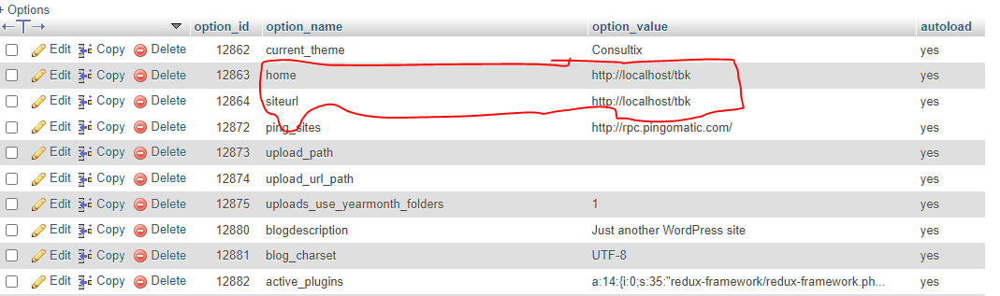 + Options
←T→ option_id option_name option_value autoload
Edit Copy Delete 12862 current_theme Consultix yes
Edit Copy Delete 12863 home http://localhost/tbk yes
Edit Copy Delete 12864 siteurl http://localhost/tbk yes
Edit Copy Delete 12872 ping_sites http://rpc.pingomatic.com/ yes
Edit Copy Delete 12873 upload_path yes
Edit Copy Delete 12874 upload_url_path yes
Edit Copy Delete 12875 uploads_use_yearmonth_folders 1 yes
Edit Copy Delete 12880 blogdescription Just another WordPress site yes
Edit Copy Delete 12881 blog_charset UTF-8 yes
Edit Copy Delete 12882 active_plugins a:14:{i:0;s:35:"redux-framework/redux-framework.ph... yes